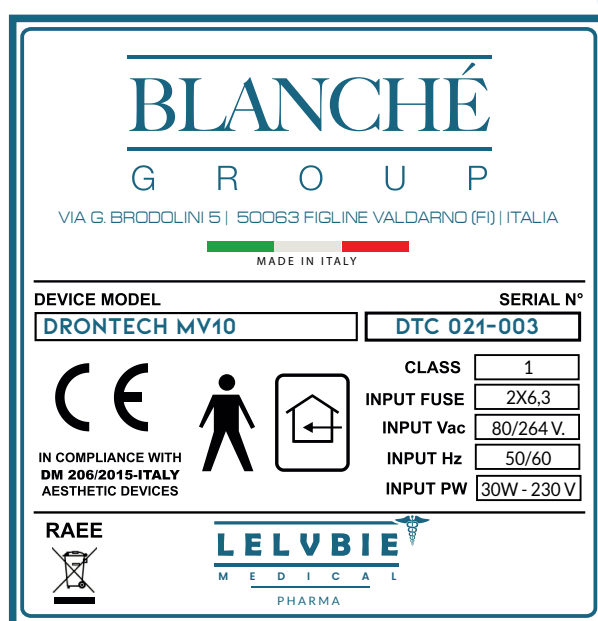 BLANCHÉ
GROUP
VIA G. BRODOLINI 5 | 50063 FIGLINE VALDARNO (FI) | ITALIA
MADE IN ITALY
DEVICE MODEL SERIAL N°
DRONTECH MV10 DTC 021-003
CLASS 1
INPUT FUSE 2X6,3
INPUT Vac 80/264 V.
INPUT Hz 50/60
INPUT PW 30W - 230 V
CE
IN COMPLIANCE WITH
DM 206/2015-ITALY
AESTHETIC DEVICES
RAEE
LELVBIE
MEDICAL
PHARMA